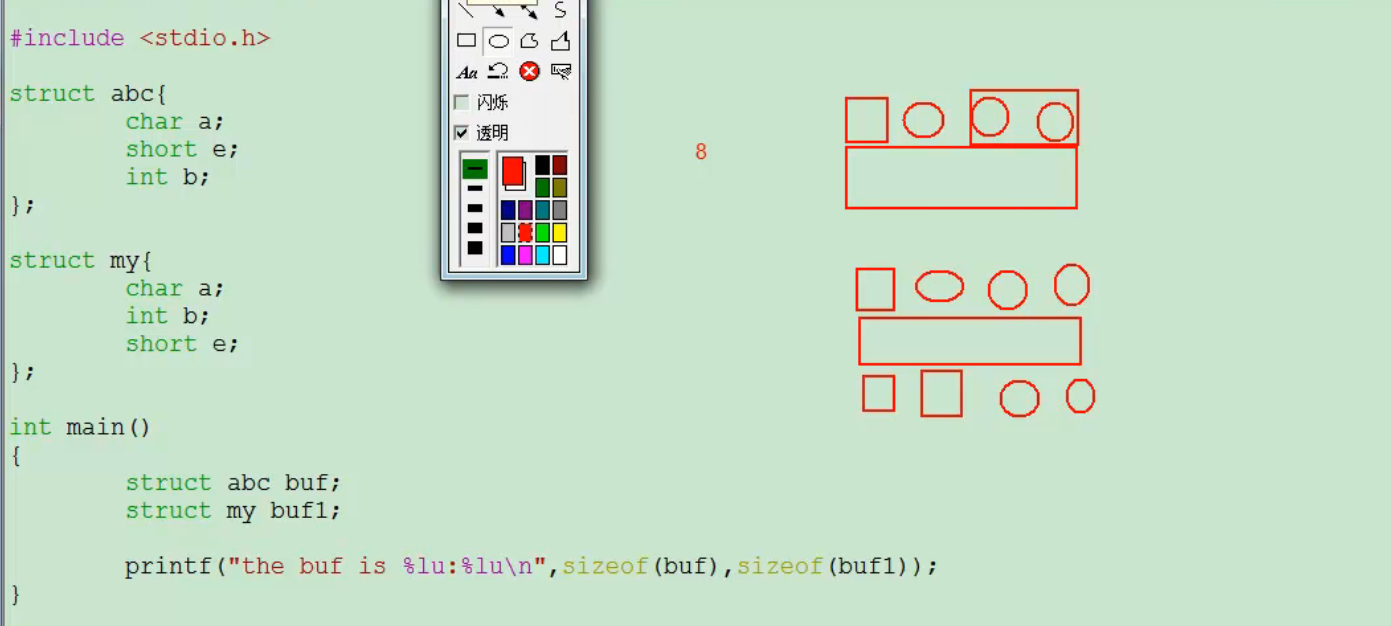 #include <stdio.h>
struct abc{
char a;
short e;
int b;
};
struct my{
char a;
int b;
short e;
};
int main()
{
struct abc buf;
struct my buf1;
printf("the buf is %lu:%lu\n",sizeof(buf),sizeof(buf1));
}
Aa
闪烁
透明
8